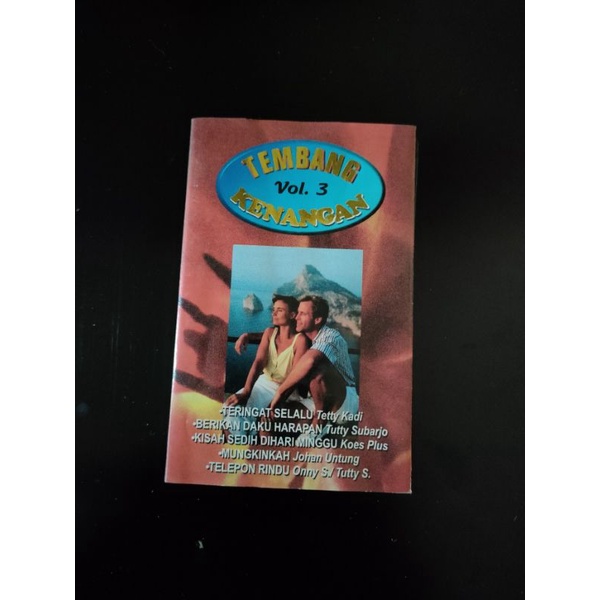 TEMBANG
Vol. 3
KENANGAN
•TERINGAT SELALU Tetty Kadi
•BERIKAN DAKU HARAPAN Tutty Subarjo
•KISAH SEDIH DIHARI MINGGU Koes Plus
•MUNGKINKAH Johan Untung
•TELEPON RINDU Onny S./ Tutty S.